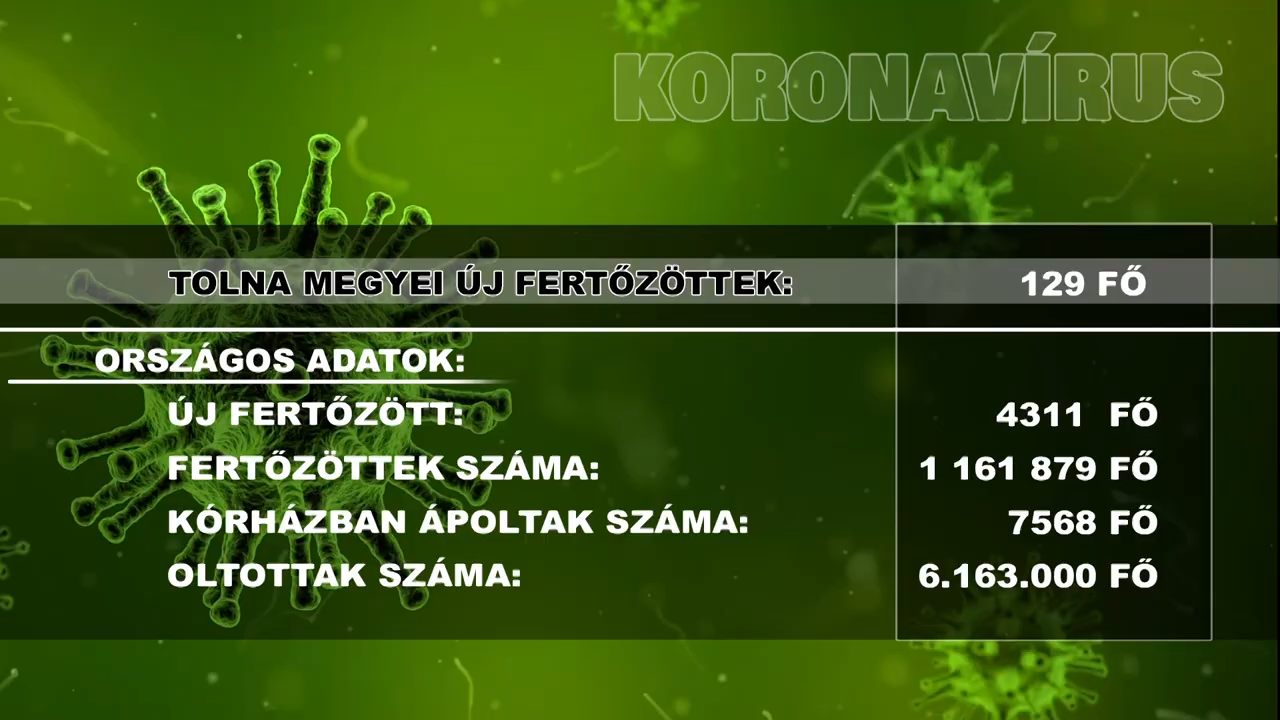 KORONAVÍRUS
TOLNA MEGYEI ÚJ FERTŐZÖTTEK: 129 FŐ
ORSZÁGOS ADATOK:
ÚJ FERTŐZÖTT: 4311 FŐ
FERTŐZÖTTEK SZÁMA: 1 161 879 FŐ
KÓRHÁZBAN ÁPOLTAK SZÁMA: 7568 FŐ
OLTOTTAK SZÁMA: 6.163.000 FŐ